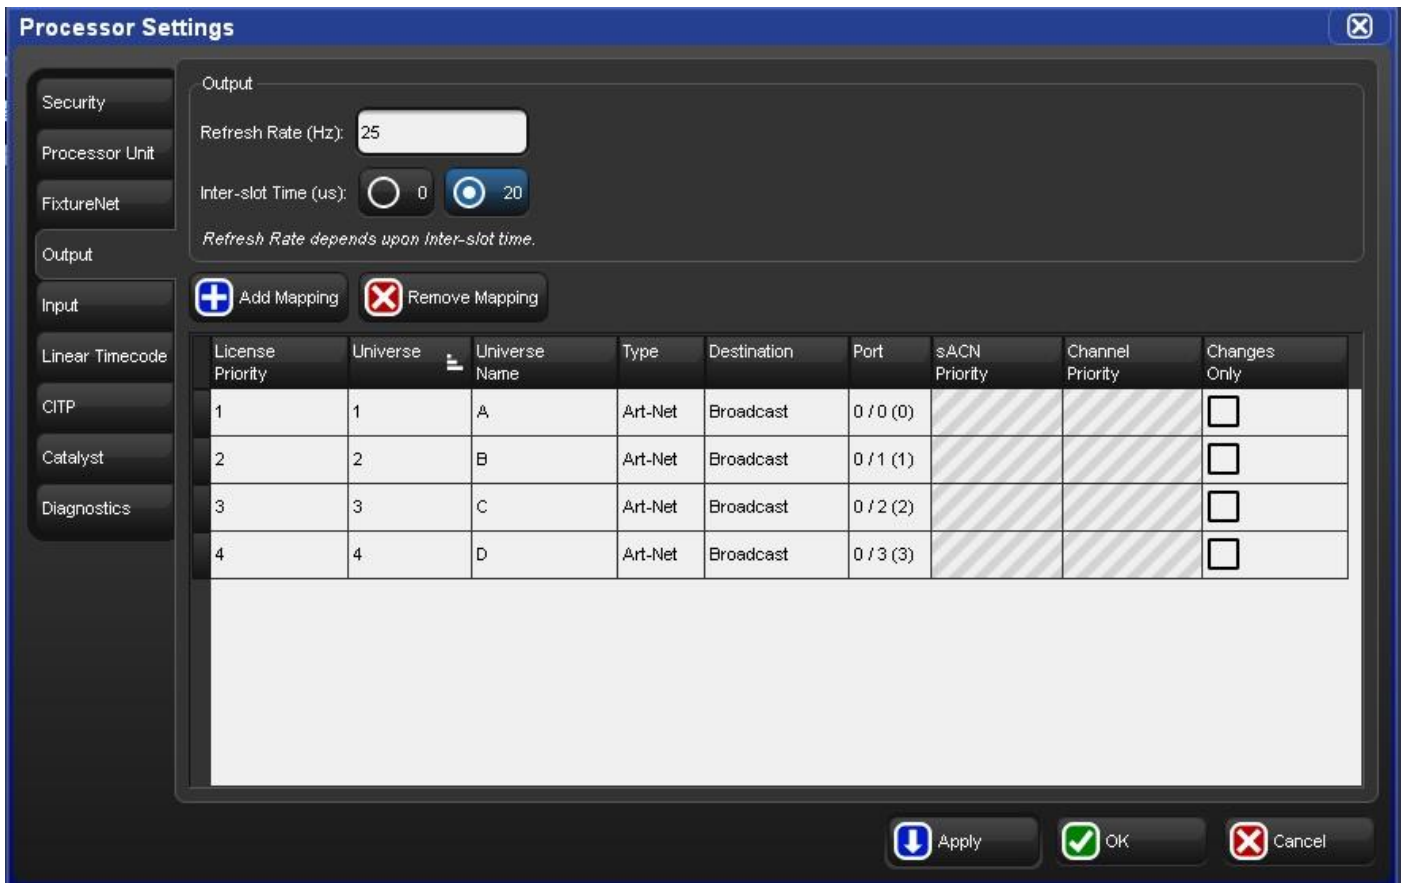 Processor Settings
Security
Processor Unit
FixtureNet
Output
Input
Linear Timecode
CITP
Catalyst
Diagnostics
Output
Refresh Rate (Hz): 25
Inter-slot Time (us): 0 20
Refresh Rate depends upon Inter-slot time.
Add Mapping Remove Mapping
License Priority Universe Universe Name Type Destination Port sACN Priority Channel Priority Changes Only
1 1 A Art-Net Broadcast 0 / 0 (0)
2 2 B Art-Net Broadcast 0 / 1 (1)
3 3 C Art-Net Broadcast 0 / 2 (2)
4 4 D Art-Net Broadcast 0 / 3 (3)
Apply OK Cancel